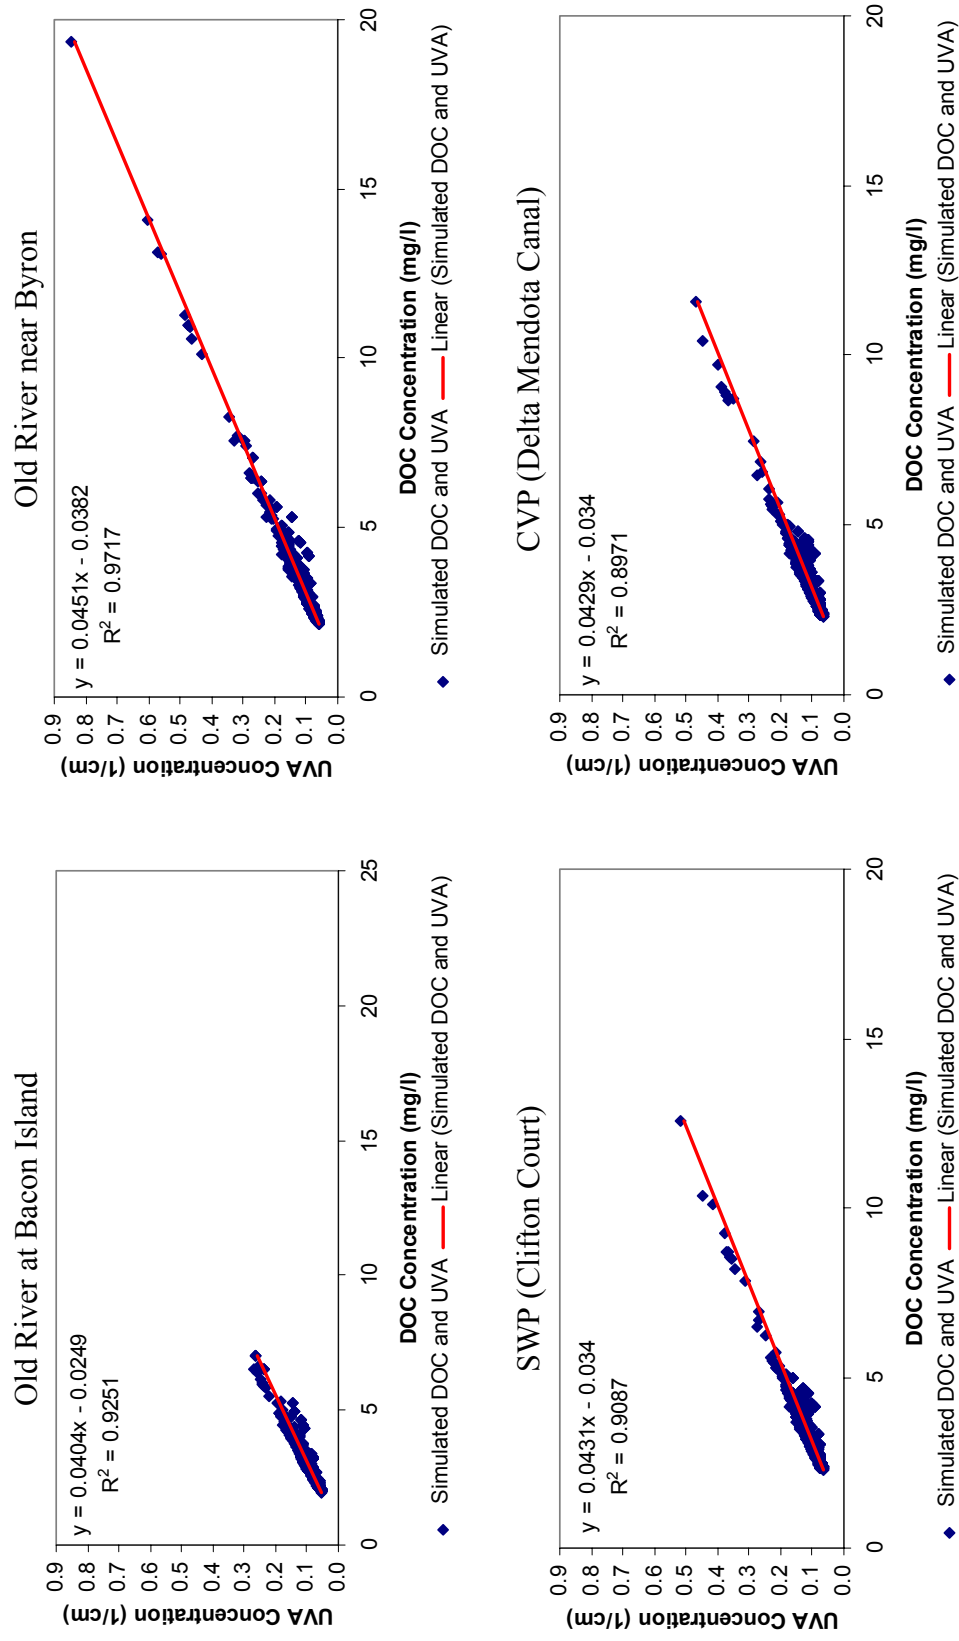 Old River at Bacon Island
y = 0.0404x - 0.0249
R² = 0.9251
UVA Concentration (1/cm)
0.9
0.8
0.7
0.6
0.5
0.4
0.3
0.2
0.1
0.0
0 5 10 15 20 25
DOC Concentration (mg/l)
Simulated DOC and UVA Linear (Simulated DOC and UVA)
Old River near Byron
y = 0.0451x - 0.0382
R² = 0.9717
UVA Concentration (1/cm)
0.9
0.8
0.7
0.6
0.5
0.4
0.3
0.2
0.1
0.0
0 5 10 15 20
DOC Concentration (mg/l)
Simulated DOC and UVA Linear (Simulated DOC and UVA)
SWP (Clifton Court)
y = 0.0431x - 0.034
R² = 0.9087
UVA Concentration (1/cm)
0.9
0.8
0.7
0.6
0.5
0.4
0.3
0.2
0.1
0.0
0 5 10 15 20
DOC Concentration (mg/l)
Simulated DOC and UVA Linear (Simulated DOC and UVA)
CVP (Delta Mendota Canal)
y = 0.0429x - 0.034
R² = 0.8971
UVA Concentration (1/cm)
0.9
0.8
0.7
0.6
0.5
0.4
0.3
0.2
0.1
0.0
0 5 10 15 20
DOC Concentration (mg/l)
Simulated DOC and UVA Linear (Simulated DOC and UVA)